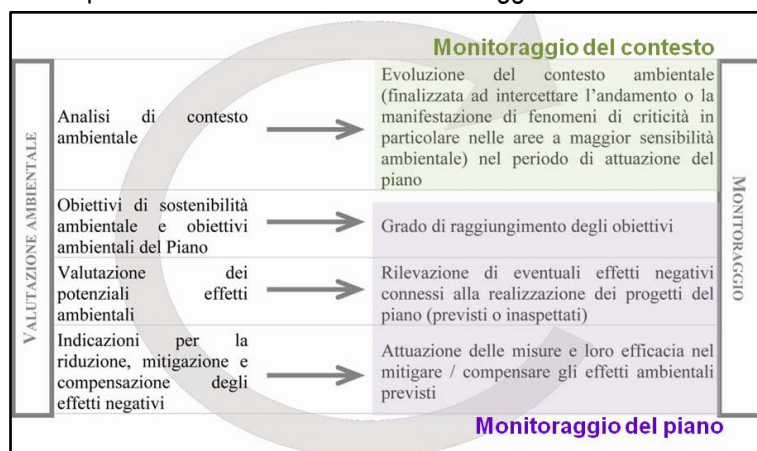 Monitoraggio del contesto
VALUTAZIONE AMBIENTALE
Analisi di contesto
ambientale
Evoluzione del contesto ambientale
(finalizzata ad intercettare l'andamento o la
manifestazione di fenomeni di criticità in
particolare nelle aree a maggior sensibilità
ambientale) nel periodo di attuazione del
piano
Obiettivi di sostenibilità
ambientale e obiettivi
ambientali del Piano
Grado di raggiungimento degli obiettivi
Valutazione dei
potenziali effetti
ambientali
Rilevazione di eventuali effetti negativi
connessi alla realizzazione dei progetti del
piano (previsti o inaspettati)
Indicazioni per la
riduzione, mitigazione e
compensazione degli
effetti negativi
Attuazione delle misure e loro efficacia nel
mitigare / compensare gli effetti ambientali
previsti
MONITORAGGIO
Monitoraggio del piano